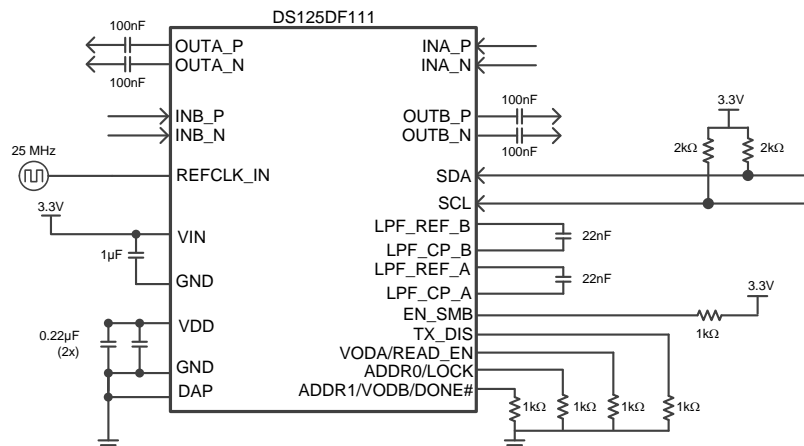 DS125DF111
100nF
OUTA_P
OUTA_N
100nF
INA_P
INA_N
INB_P
INB_N
OUTB_P
OUTB_N
100nF
100nF
3.3V
2kΩ
2kΩ
25 MHz
REFCLK_IN
SDA
SCL
3.3V
VIN
1µF
GND
LPF_REF_B
LPF_CP_B
22nF
LPF_REF_A
LPF_CP_A
22nF
3.3V
EN_SMB
1kΩ
0.22µF
(2x)
VDD
GND
DAP
TX_DIS
VODA/READ_EN
ADDR0/LOCK
ADDR1/VODB/DONE#
1kΩ
1kΩ
1kΩ
1kΩ